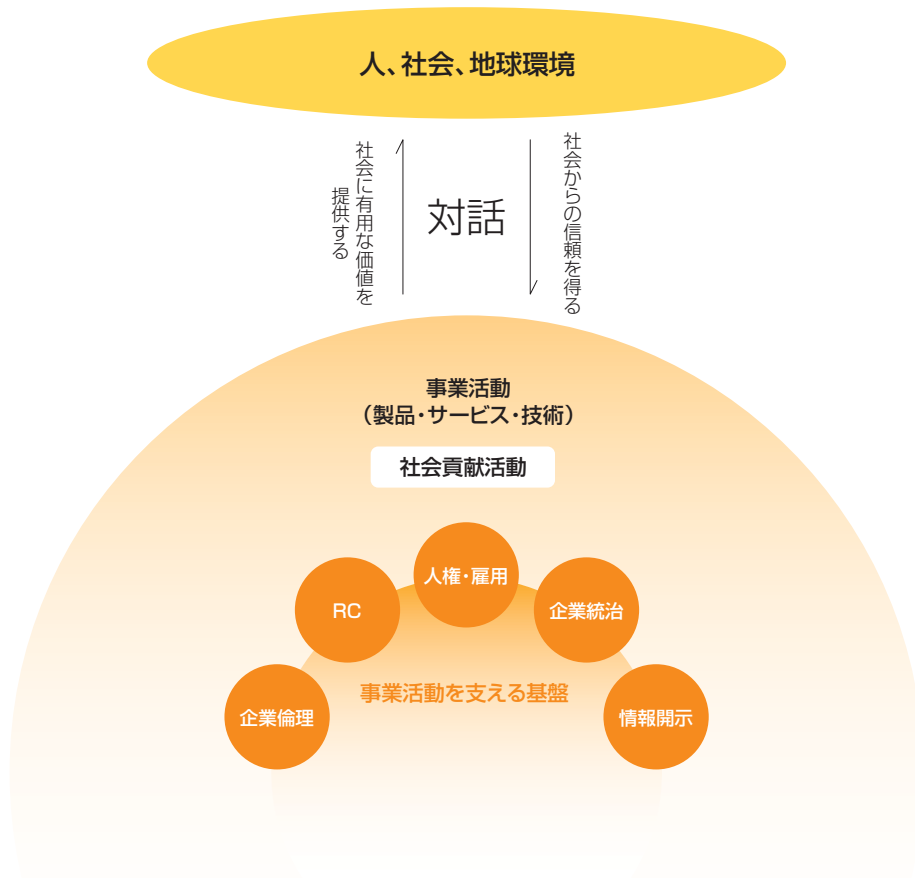 人、社会、地球環境
社会に有用な価値を
提供する
対話
社会からの信頼を得る
事業活動
（製品・サービス・技術）
社会貢献活動
人権・雇用
RC
企業統治
事業活動を支える基盤
企業倫理
情報開示